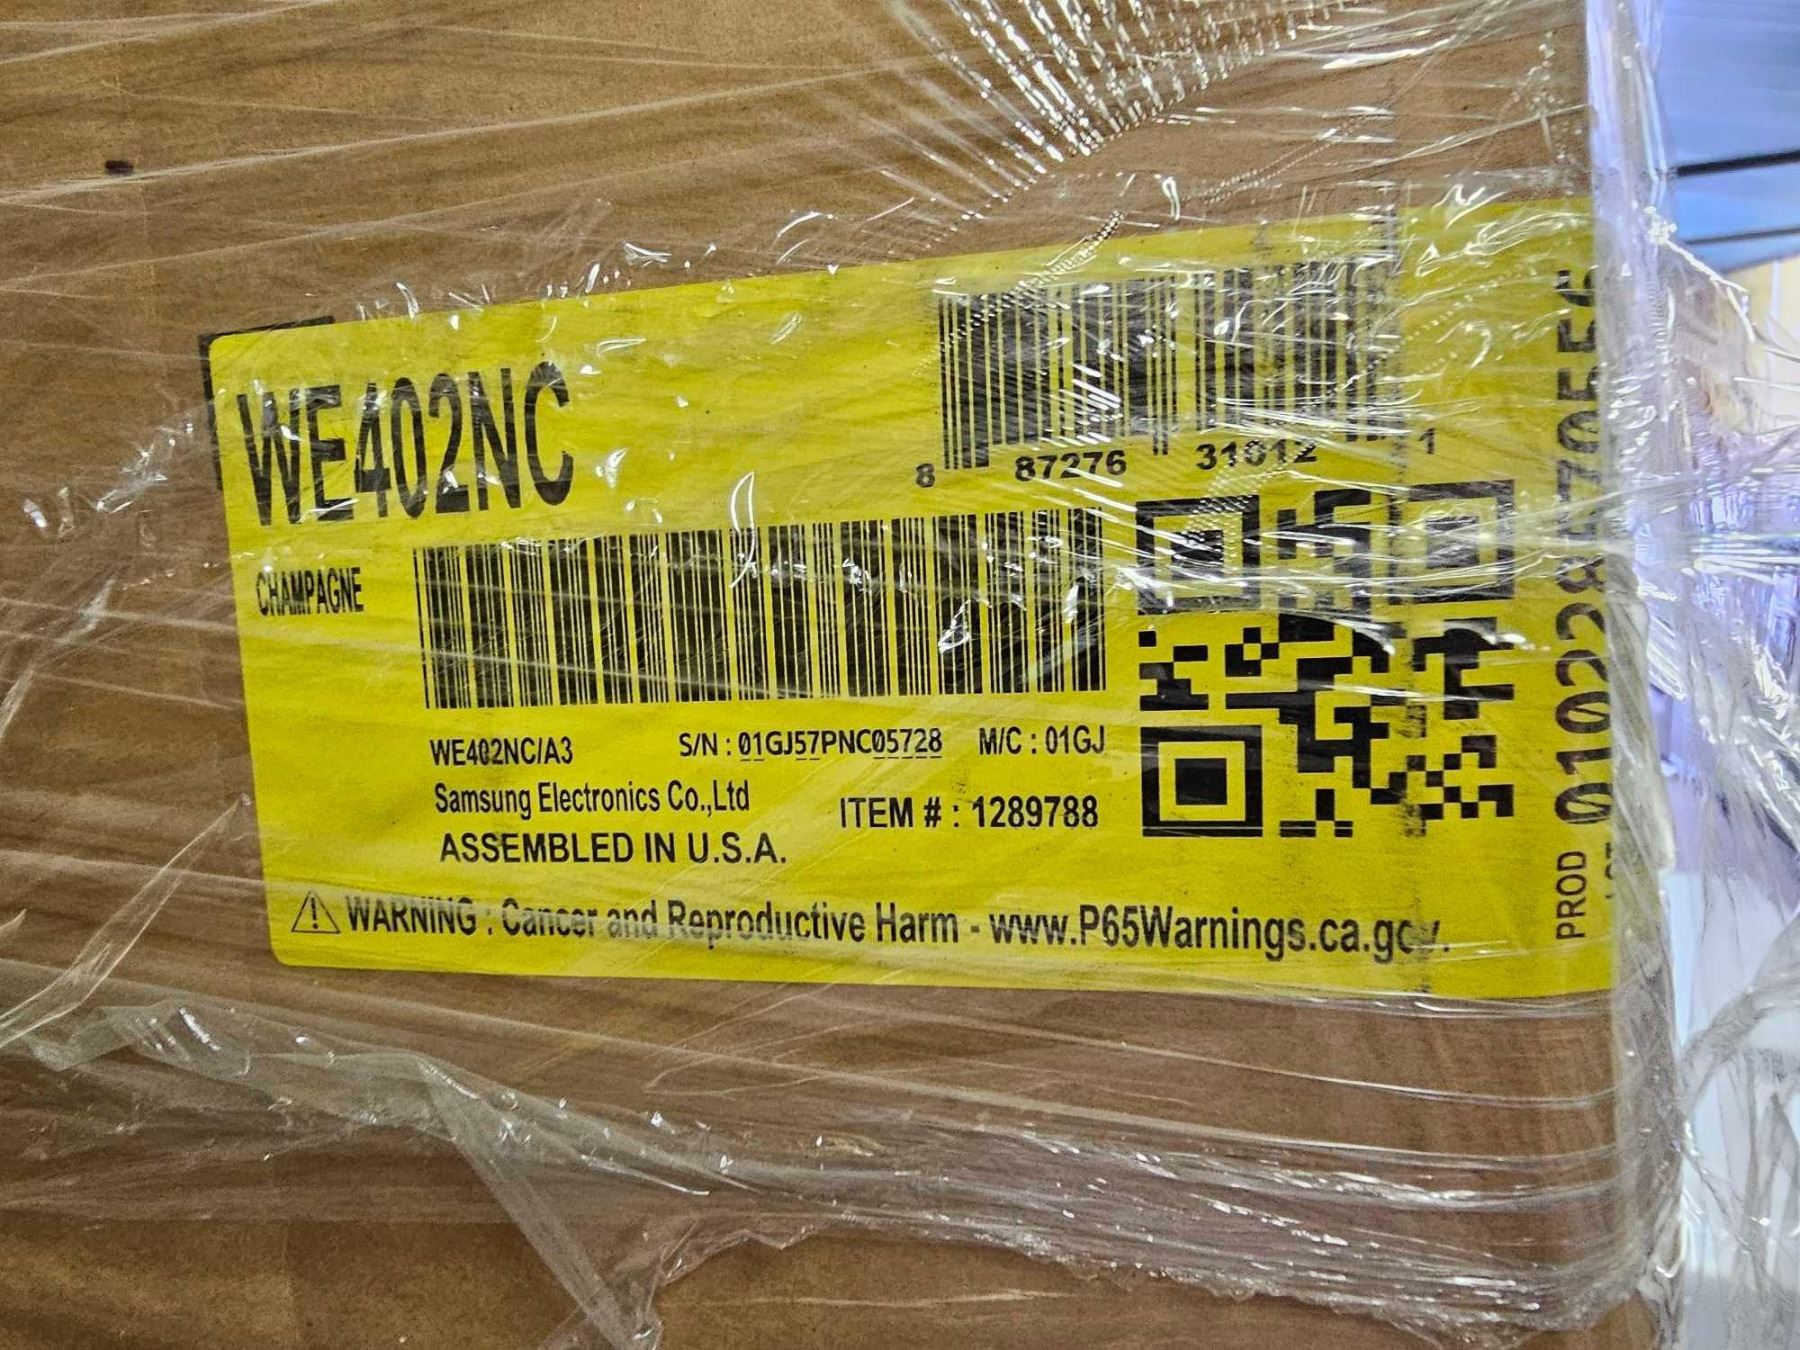 WE402NC
8 87276 31012 1
CHAMPAGNE
WE402NC/A3 S/N : 01GJ57PNC05728 M/C : 01GJ
Samsung Electronics Co.,Ltd
ITEM # : 1289788
ASSEMBLED IN U.S.A.
WARNING : Cancer and Reproductive Harm - www.P65Warnings.ca.gov.
PROD